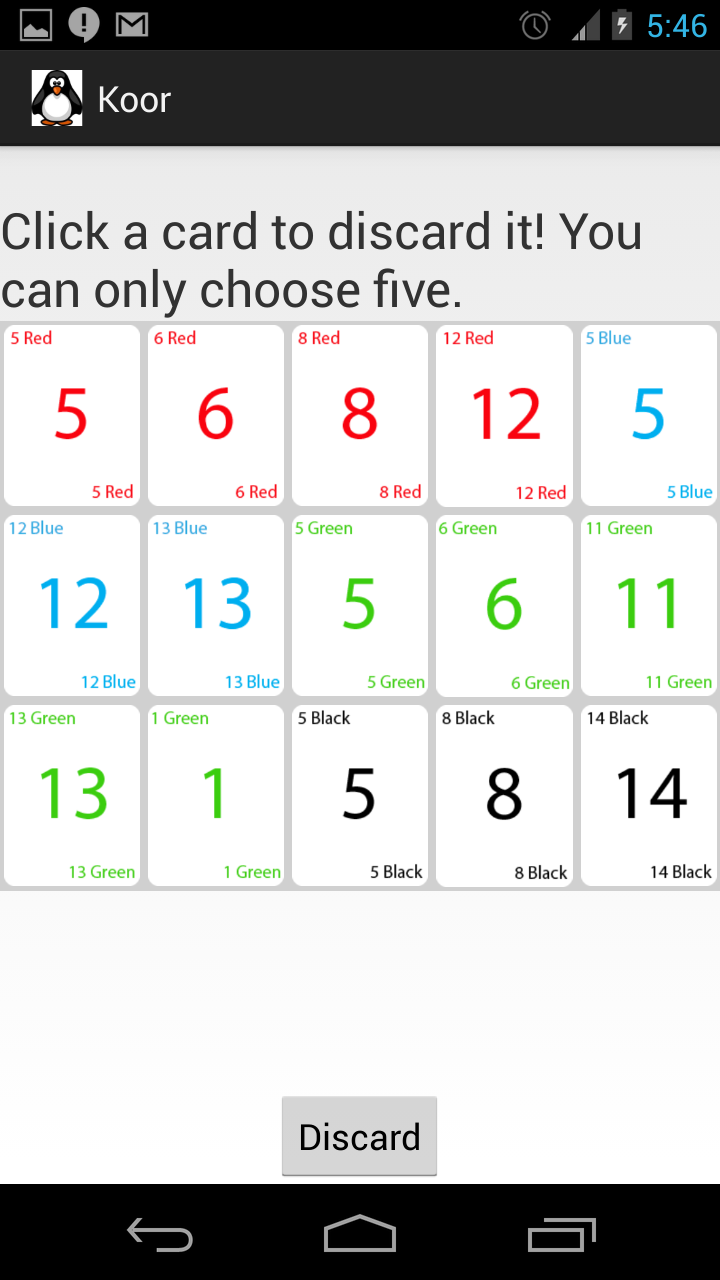 5:46
Koor
Click a card to discard it! You
can only choose five.
5 Red 6 Red 8 Red 12 Red 5 Blue
5 6 8 12 5
5 Red 6 Red 8 Red 12 Red 5 Blue
12 Blue 13 Blue 5 Green 6 Green 11 Green
12 13 5 6 11
12 Blue 13 Blue 5 Green 6 Green 11 Green
13 Green 1 Green 5 Black 8 Black 14 Black
13 1 5 8 14
13 Green 1 Green 5 Black 8 Black 14 Black
Discard